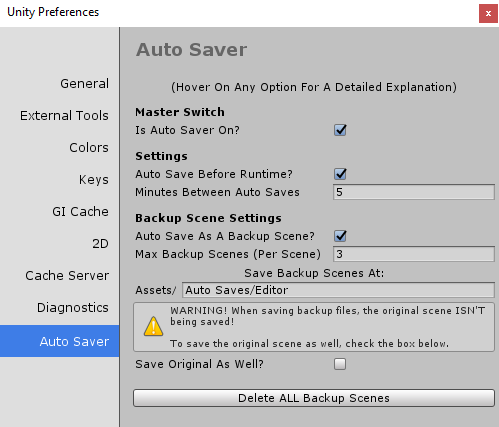 Unity Preferences
x
Auto Saver
General
External Tools
Colors
Keys
GI Cache
2D
Cache Server
Diagnostics
Auto Saver
(Hover On Any Option For A Detailed Explanation)
Master Switch
Is Auto Saver On?
Settings
Auto Save Before Runtime?
Minutes Between Auto Saves 5
Backup Scene Settings
Auto Save As A Backup Scene?
Max Backup Scenes (Per Scene) 3
Save Backup Scenes At:
Assets/ Auto Saves/Editor
WARNING! When saving backup files, the original scene ISN'T
being saved!
To save the original scene as well, check the box below.
Save Original As Well?
Delete ALL Backup Scenes